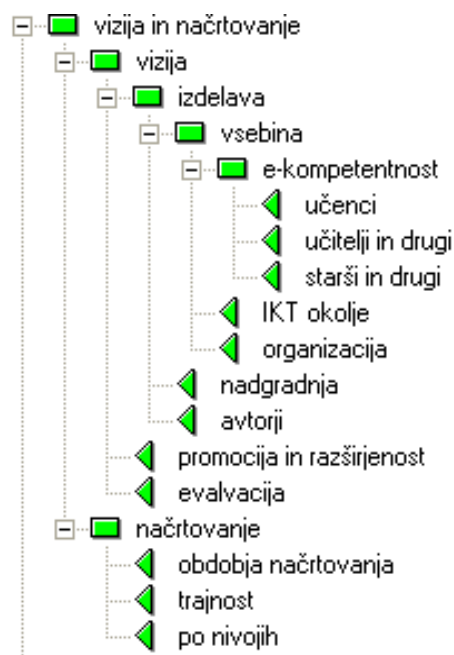 vizija in načrtovanje
vizija
izdelava
vsebina
e-kompetentnost
učenci
učitelji in drugi
starši in drugi
IKT okolje
organizacija
nadgradnja
avtorji
promocija in razširjenost
evalvacija
načrtovanje
obdobja načrtovanja
trajnost
po nivojih